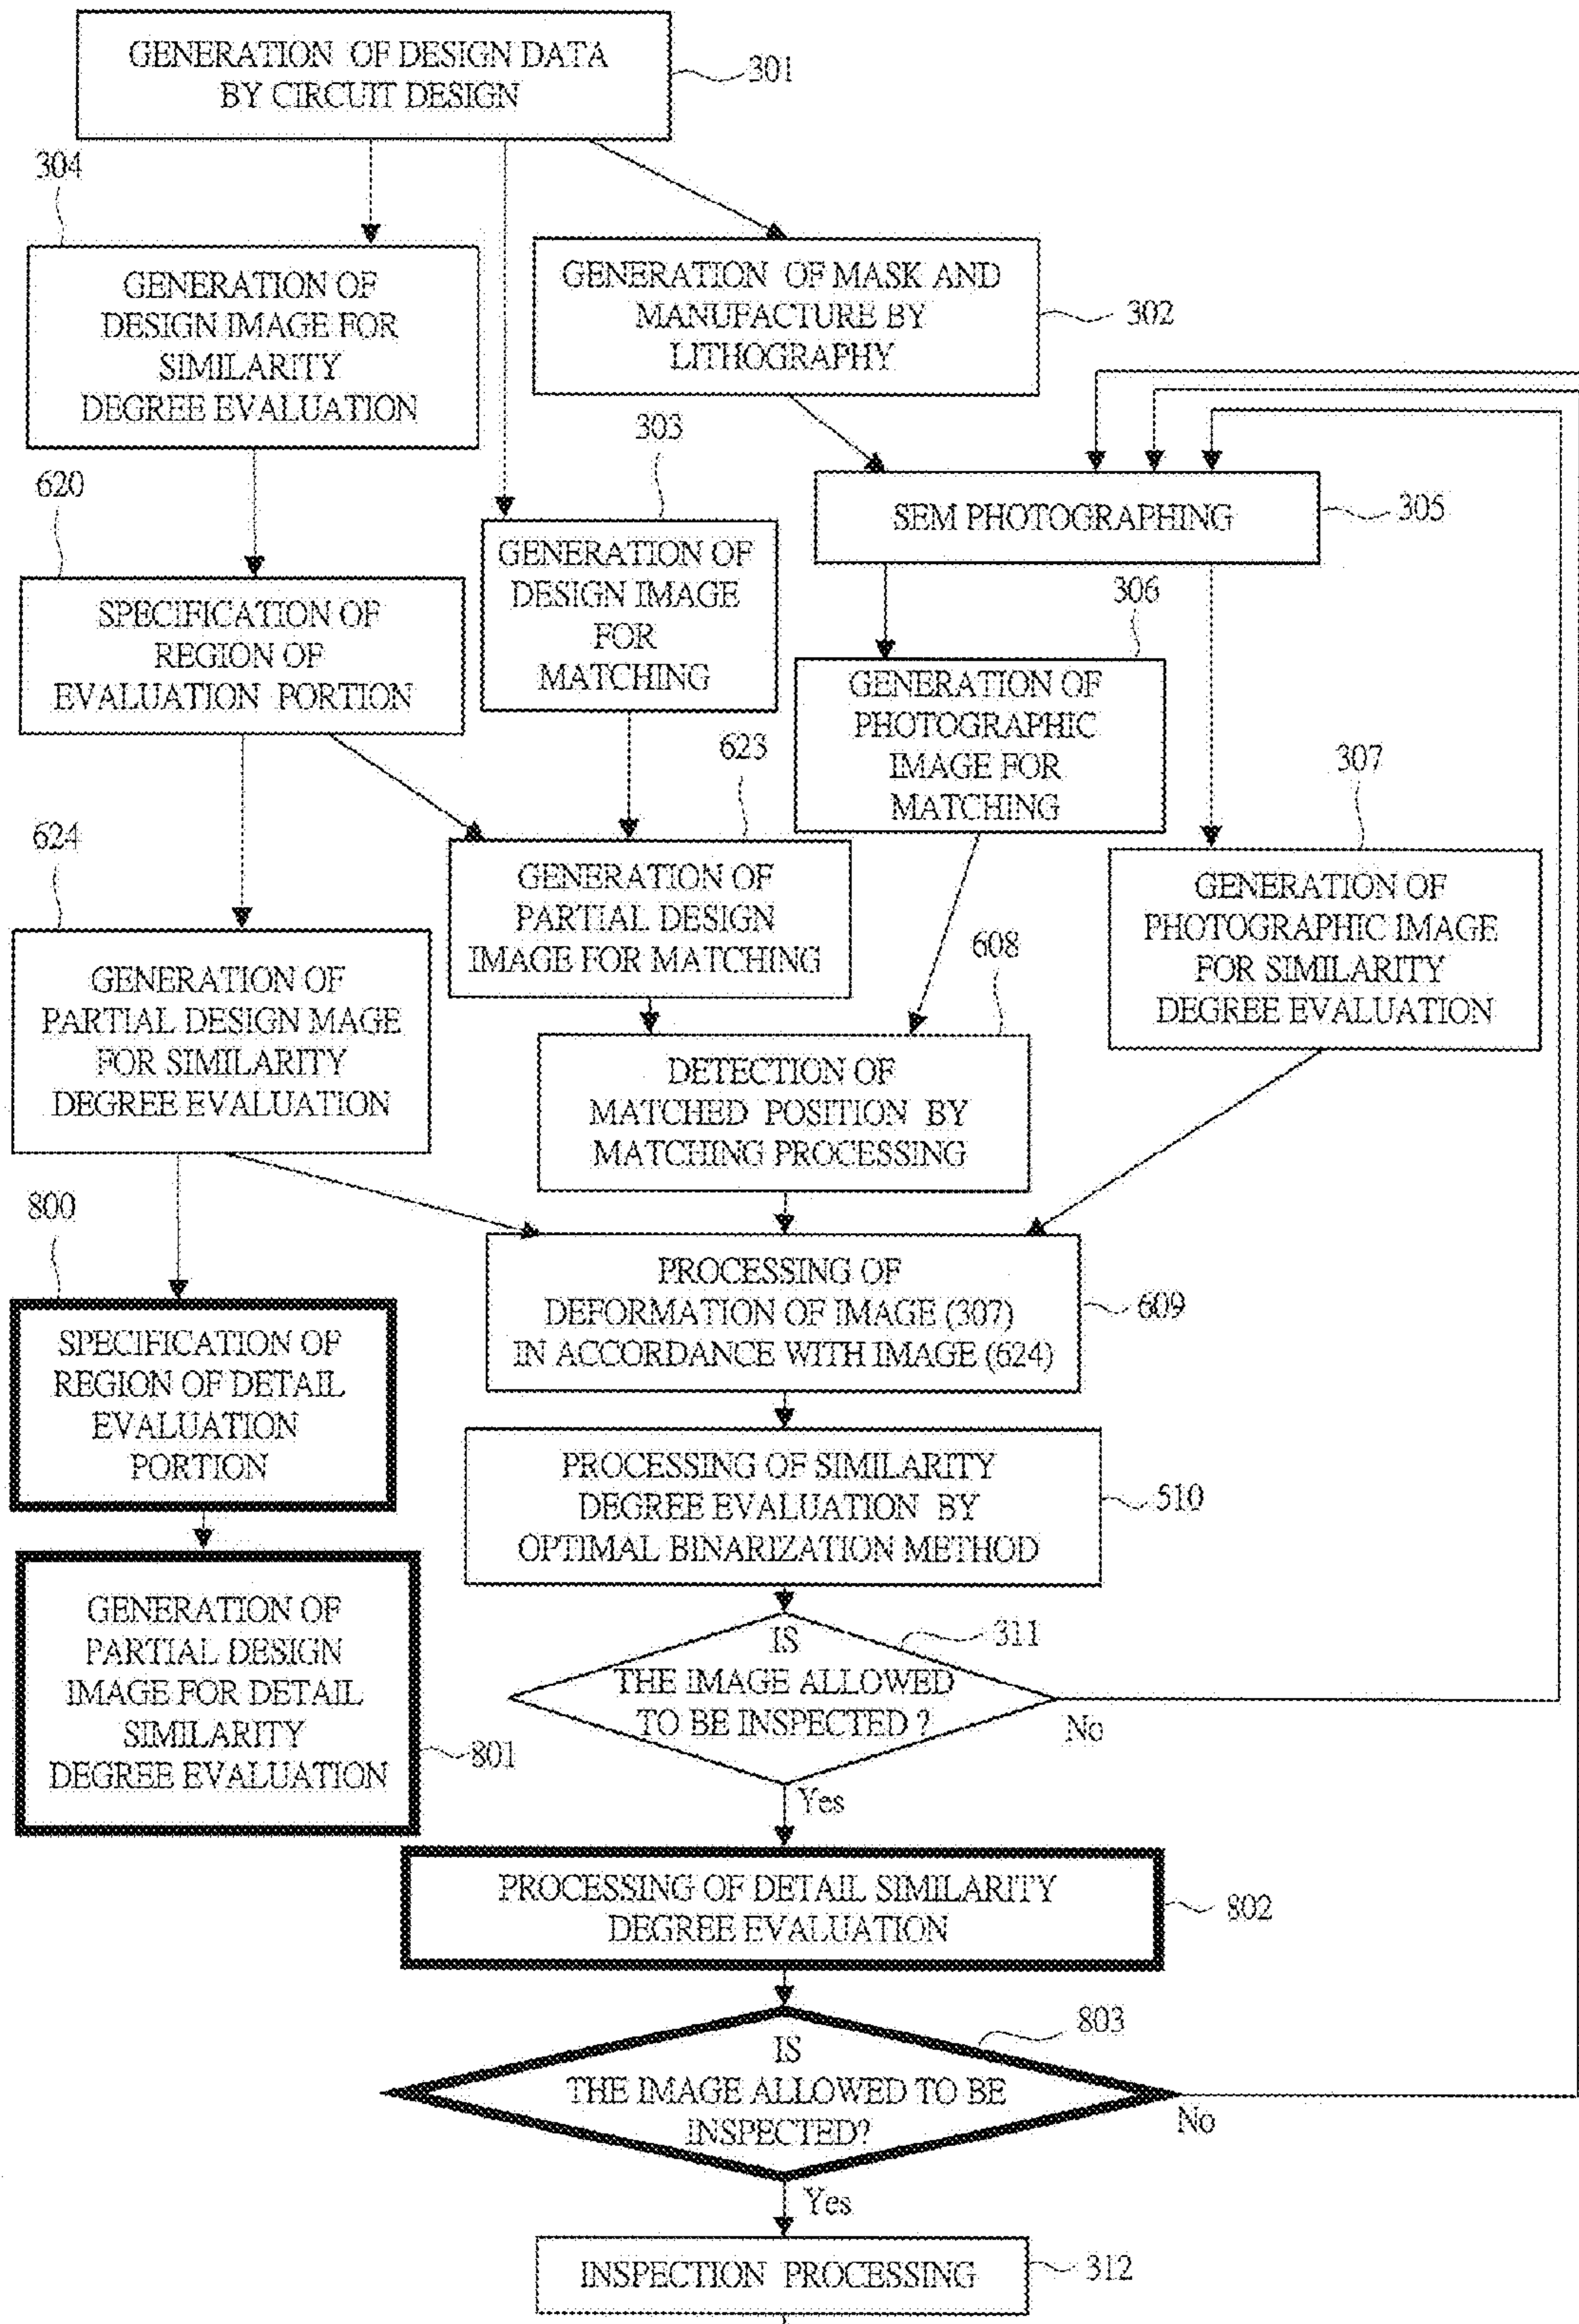 GENERATION OF DESIGN DATA
BY CIRCUIT DESIGN
301
304
GENERATION OF
DESIGN IMAGE FOR
SIMILARITY
DEGREE EVALUATION
GENERATION OF MASK AND
MANUFACTURE BY
LITHOGRAPHY
302
303
620
SEM PHOTOGRAPHING
305
GENERATION OF
DESIGN IMAGE
FOR
MATCHING
306
SPECIFICATION OF
REGION OF
EVALUATION PORTION
GENERATION OF
PHOTOGRAPHIC
IMAGE FOR
MATCHING
623
307
624
GENERATION OF
PARTIAL DESIGN
IMAGE FOR MATCHING
GENERATION OF
PHOTOGRAPHIC IMAGE
FOR SIMILARITY
DEGREE EVALUATION
608
GENERATION OF
PARTIAL DESIGN MAGE
FOR SIMILARITY
DEGREE EVALUATION
DETECTION OF
MATCHED POSITION BY
MATCHING PROCESSING
800
PROCESSING OF
DEFORMATION OF IMAGE (307)
IN ACCORDANCE WITH IMAGE (624)
609
SPECIFICATION OF
REGION OF DETAIL
EVALUATION
PORTION
PROCESSING OF SIMILARITY
DEGREE EVALUATION BY
OPTIMAL BINARIZATION METHOD
510
GENERATION OF
PARTIAL DESIGN
IMAGE FOR DETAIL
SIMILARITY
DEGREE EVALUATION
801
311
IS
THE IMAGE ALLOWED
TO BE INSPECTED ?
No
Yes
PROCESSING OF DETAIL SIMILARITY
DEGREE EVALUATION
802
803
IS
THE IMAGE ALLOWED TO BE
INSPECTED?
No
Yes
INSPECTION PROCESSING
312